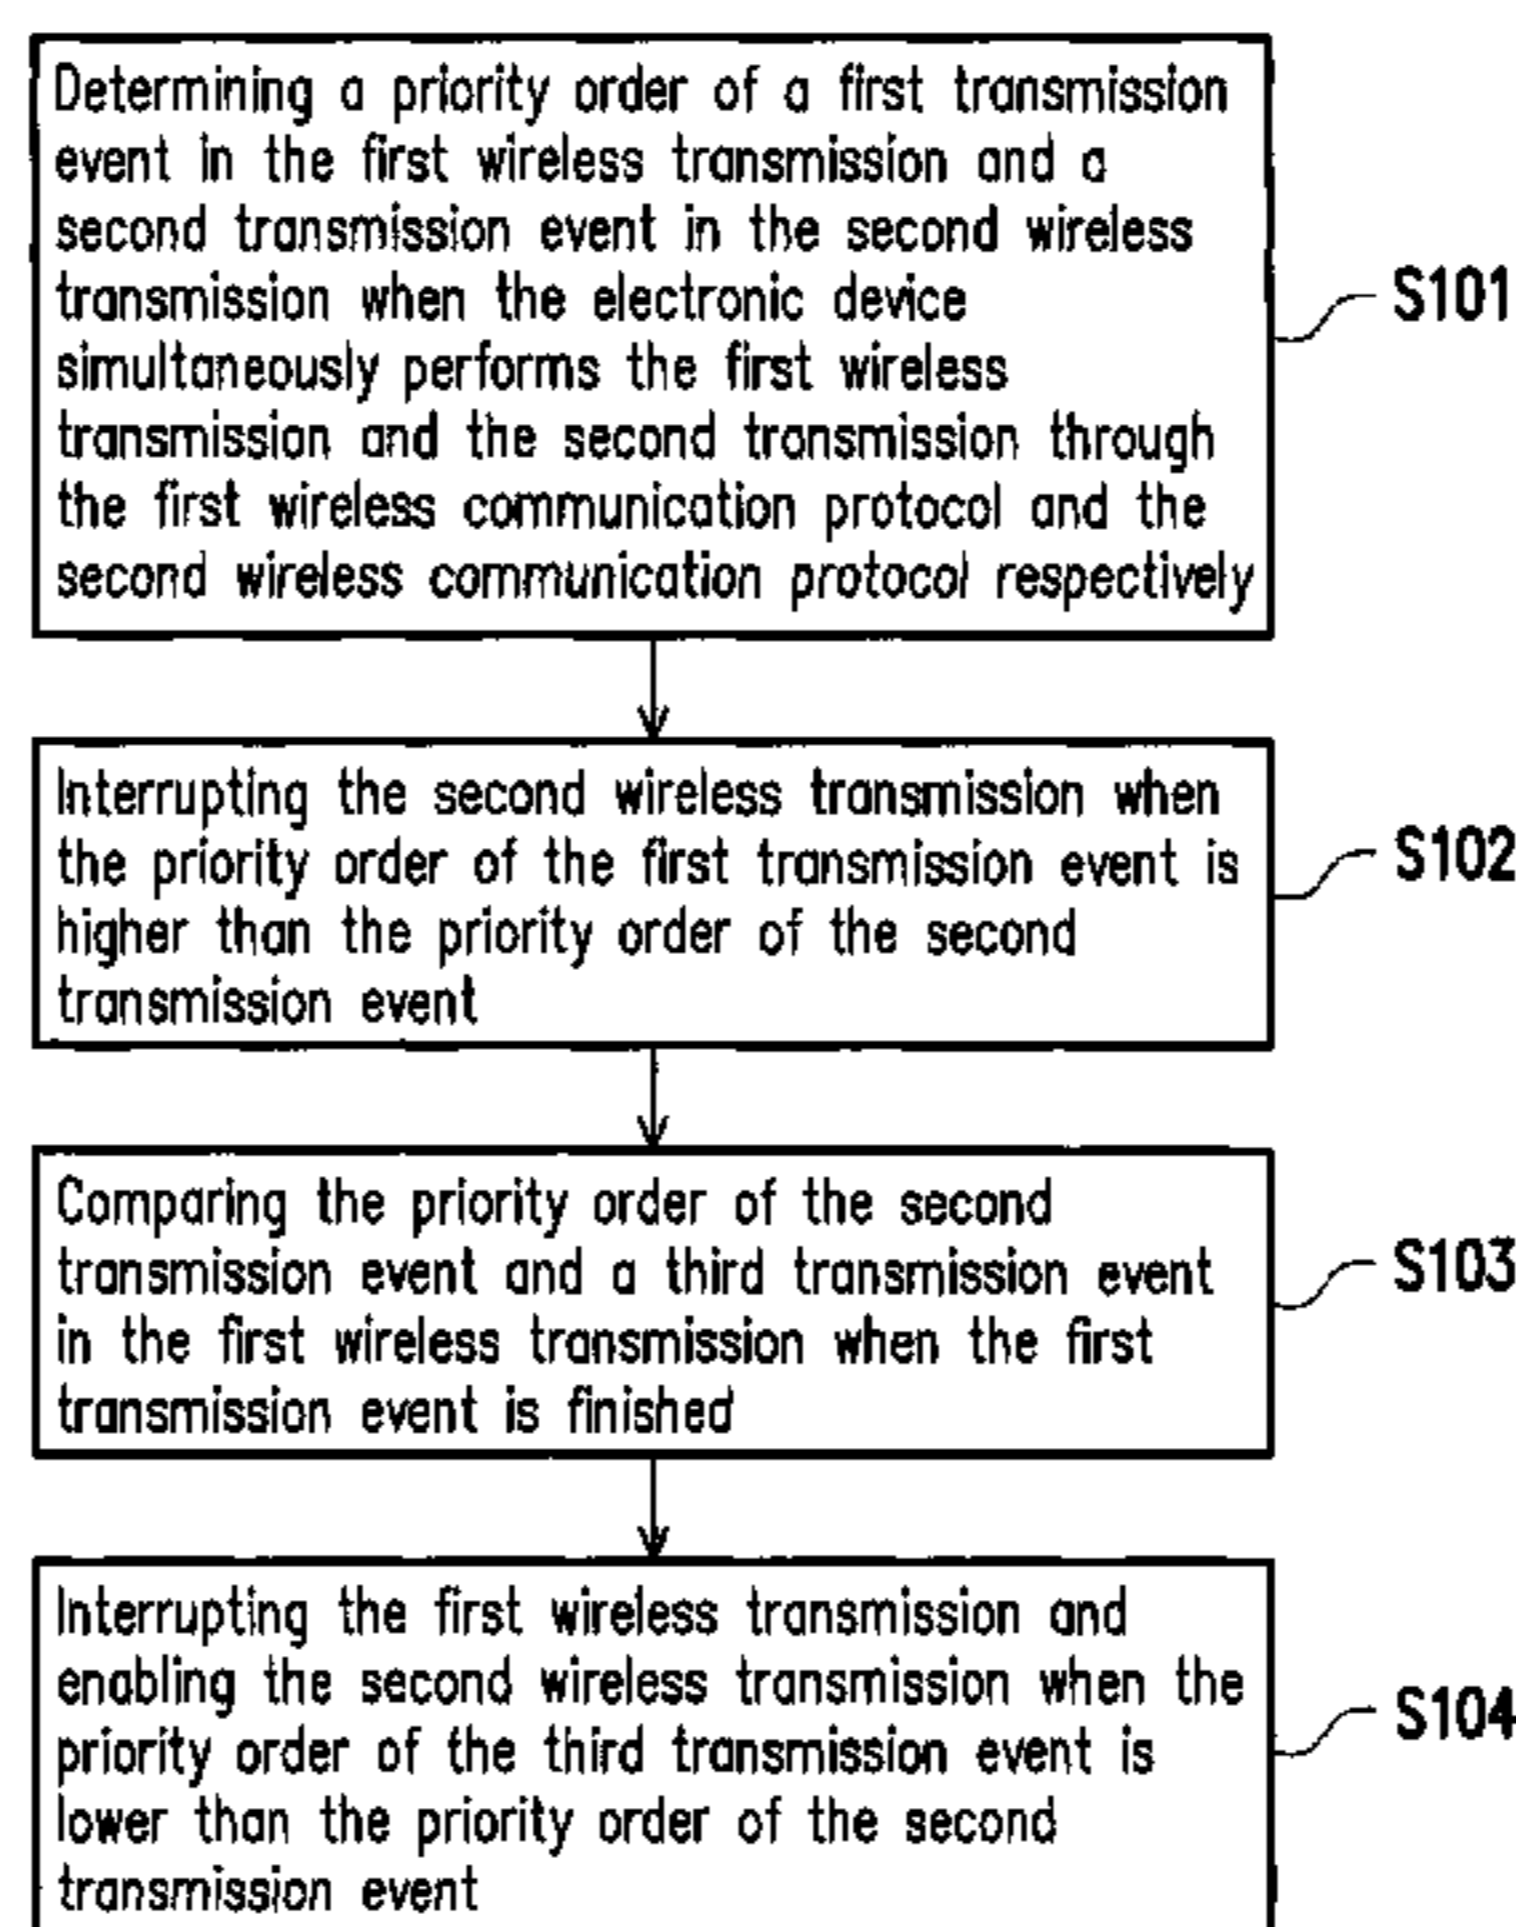 Determining a priority order of a first transmission
event in the first wireless transmission and a
second transmission event in the second wireless
transmission when the electronic device
simultaneously performs the first wireless
transmission and the second transmission through
the first wireless communication protocol and the
second wireless communication protocol respectively
S101
Interrupting the second wireless transmission when
the priority order of the first transmission event is
higher than the priority order of the second
transmission event
S102
Comparing the priority order of the second
transmission event and a third transmission event
in the first wireless transmission when the first
transmission event is finished
S103
Interrupting the first wireless transmission and
enabling the second wireless transmission when the
priority order of the third transmission event is
lower than the priority order of the second
transmission event
S104